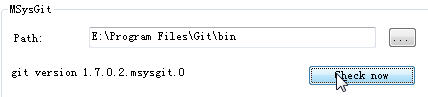 MSysGit
Path: E:\Program Files\Git\bin ...
git version 1.7.0.2.msysgit.0 Check now